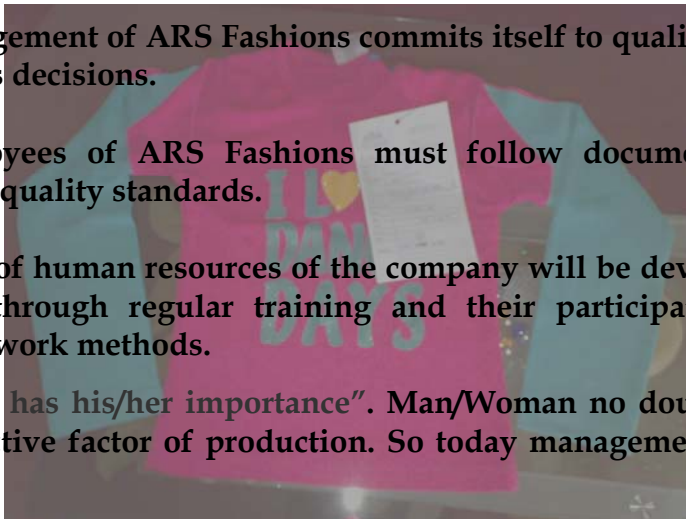 gement of ARS Fashions commits itself to quali
s decisions.
oyees of ARS Fashions must follow docume
quality standards.
of human resources of the company will be dev
through regular training and their participa
work methods.
has his/her importance”. Man/Woman no dou
tive factor of production. So today manageme
I L
DAN
DAYS